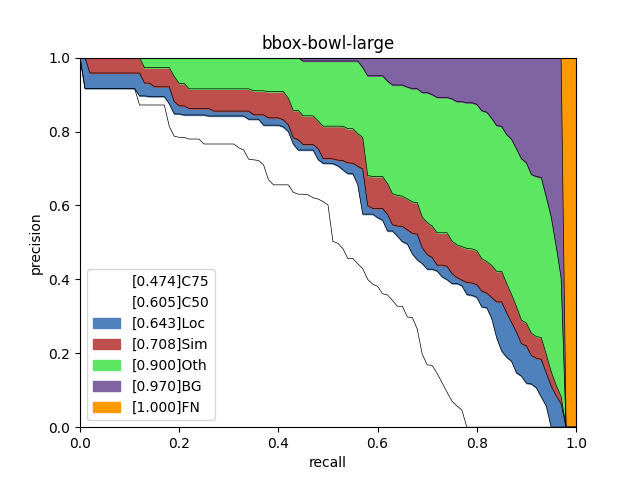 bbox-bowl-large
1.0
0.8
0.6
0.4
0.2
0.0
precision
[0.474]C75
[0.605]C50
[0.643]Loc
[0.708]Sim
[0.900]Oth
[0.970]BG
[1.000]FN
0.0 0.2 0.4 0.6 0.8 1.0
recall